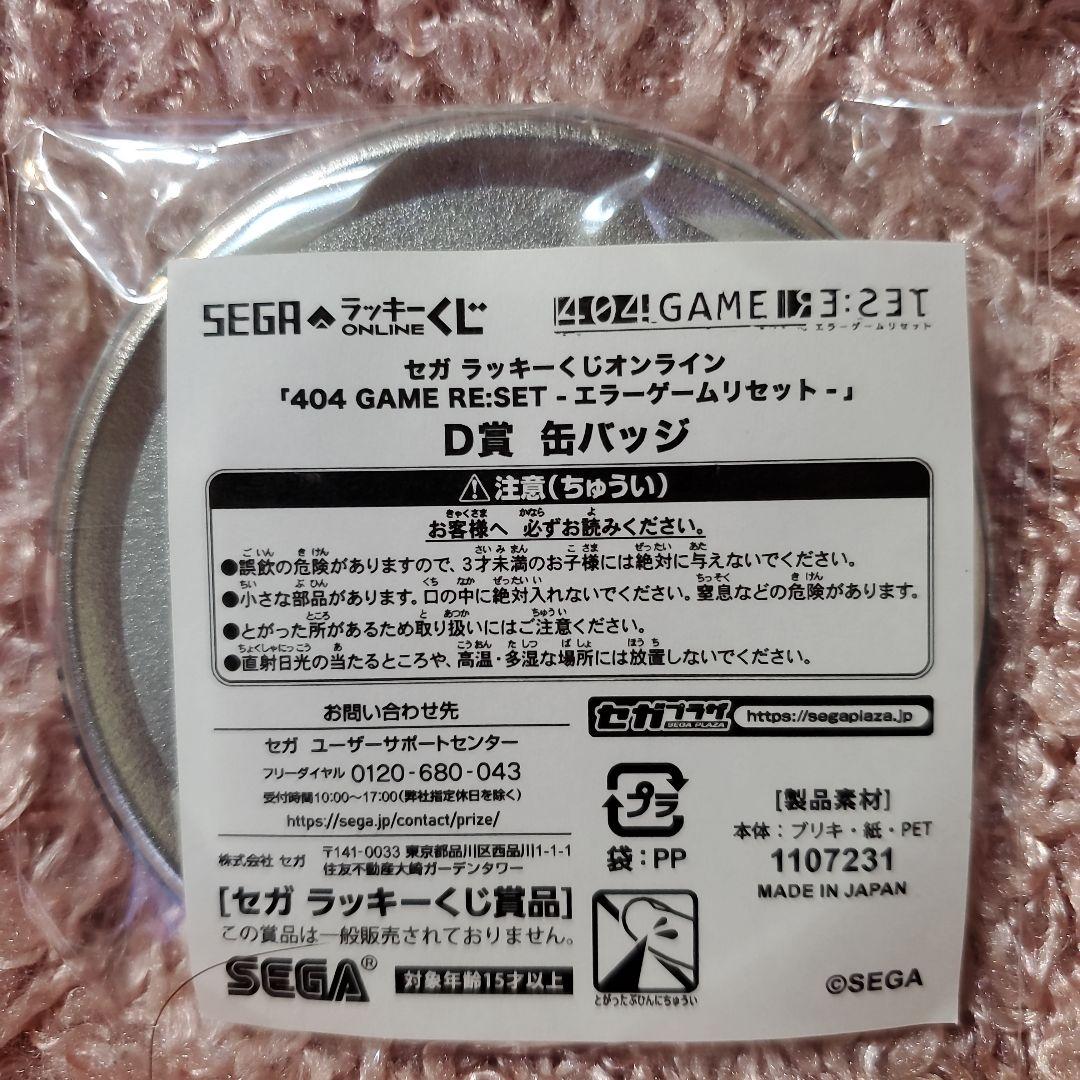 SEGA ラッキーくじ ONLINE
404 GAME RE:SET
エラーゲームリセット
セガ ラッキーくじオンライン
「404 GAME RE:SET -エラーゲームリセット-」
D賞 缶バッジ
注意(ちゅうい)
お客様へ 必ずお読みください。
●誤飲の危険がありますので、3才未満のお子様には絶対に与えないでください。
●小さな部品があります。口の中に絶対入れないでください。窒息などの危険があります。
●とがった所があるため取り扱いにはご注意ください。
●直射日光の当たるところや、高温・多湿な場所には放置しないでください。
お問い合わせ先
セガ ユーザーサポートセンター
フリーダイヤル 0120-680-043
受付時間10:00〜17:00(弊社指定休日を除く)
https://sega.jp/contact/prize/
株式会社 セガ 〒141-0033 東京都品川区西品川1-1-1
住友不動産大崎ガーデンタワー
[セガ ラッキーくじ賞品]
この賞品は一般販売されておりません。
SEGA®
対象年齢15才以上
セガプラザ SEGA PLAZA https://segaplaza.jp
プラ
袋:PP
[製品素材]
本体:ブリキ・紙・PET
1107231
MADE IN JAPAN
とがったぶひんにちゅうい
©SEGA